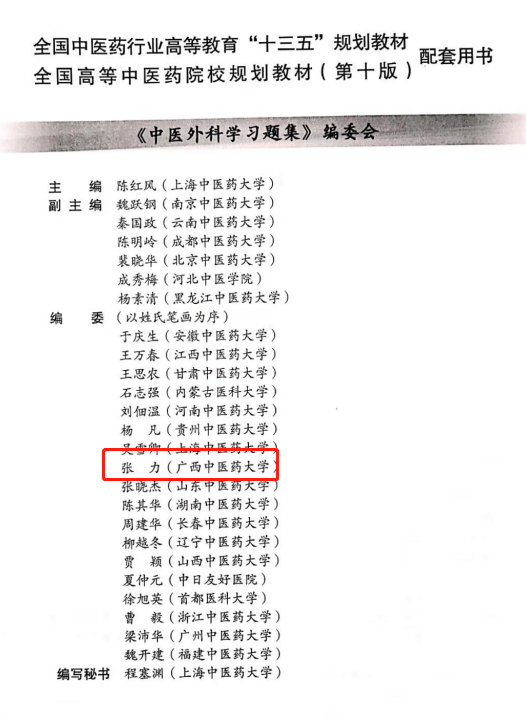 全国中医药行业高等教育“十三五”规划教材
全国高等中医药院校规划教材（第十版）
配套用书
《中医外科学习题集》编委会
主　编　陈红风（上海中医药大学）
副主编　魏跃钢（南京中医药大学）
秦国政（云南中医药大学）
陈明岭（成都中医药大学）
裴晓华（北京中医药大学）
成秀梅（河北中医学院）
杨素清（黑龙江中医药大学）
编　委（以姓氏笔画为序）
于庆生（安徽中医药大学）
王万春（江西中医药大学）
王思农（甘肃中医药大学）
石志强（内蒙古医科大学）
刘佃温（河南中医药大学）
杨　凡（贵州中医药大学）
吴雪卿（上海中医药大学）
张　力（广西中医药大学）
张晓杰（山东中医药大学）
陈其华（湖南中医药大学）
周建华（长春中医药大学）
柳越冬（辽宁中医药大学）
贾　颖（山西中医药大学）
夏仲元（中日友好医院）
徐旭英（首都医科大学）
曹　毅（浙江中医药大学）
梁沛华（广州中医药大学）
魏开建（福建中医药大学）
编写秘书　程塞渊（上海中医药大学）